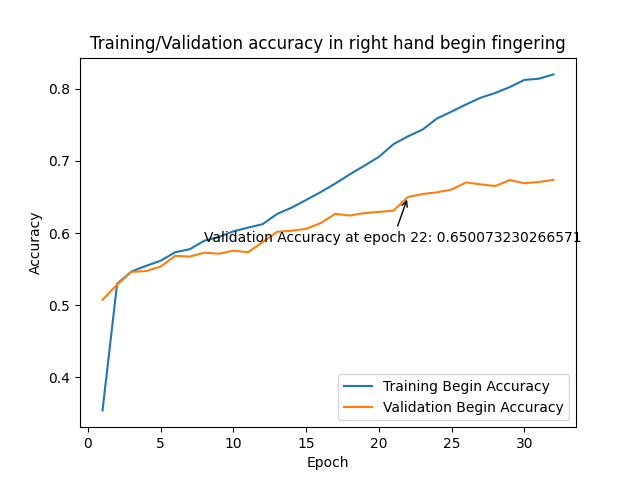 Training/Validation accuracy in right hand begin fingering
Accuracy
0.8
0.7
0.6
0.5
0.4
Validation Accuracy at epoch 22: 0.650073230266571
Training Begin Accuracy
Validation Begin Accuracy
0 5 10 15 20 25 30
Epoch